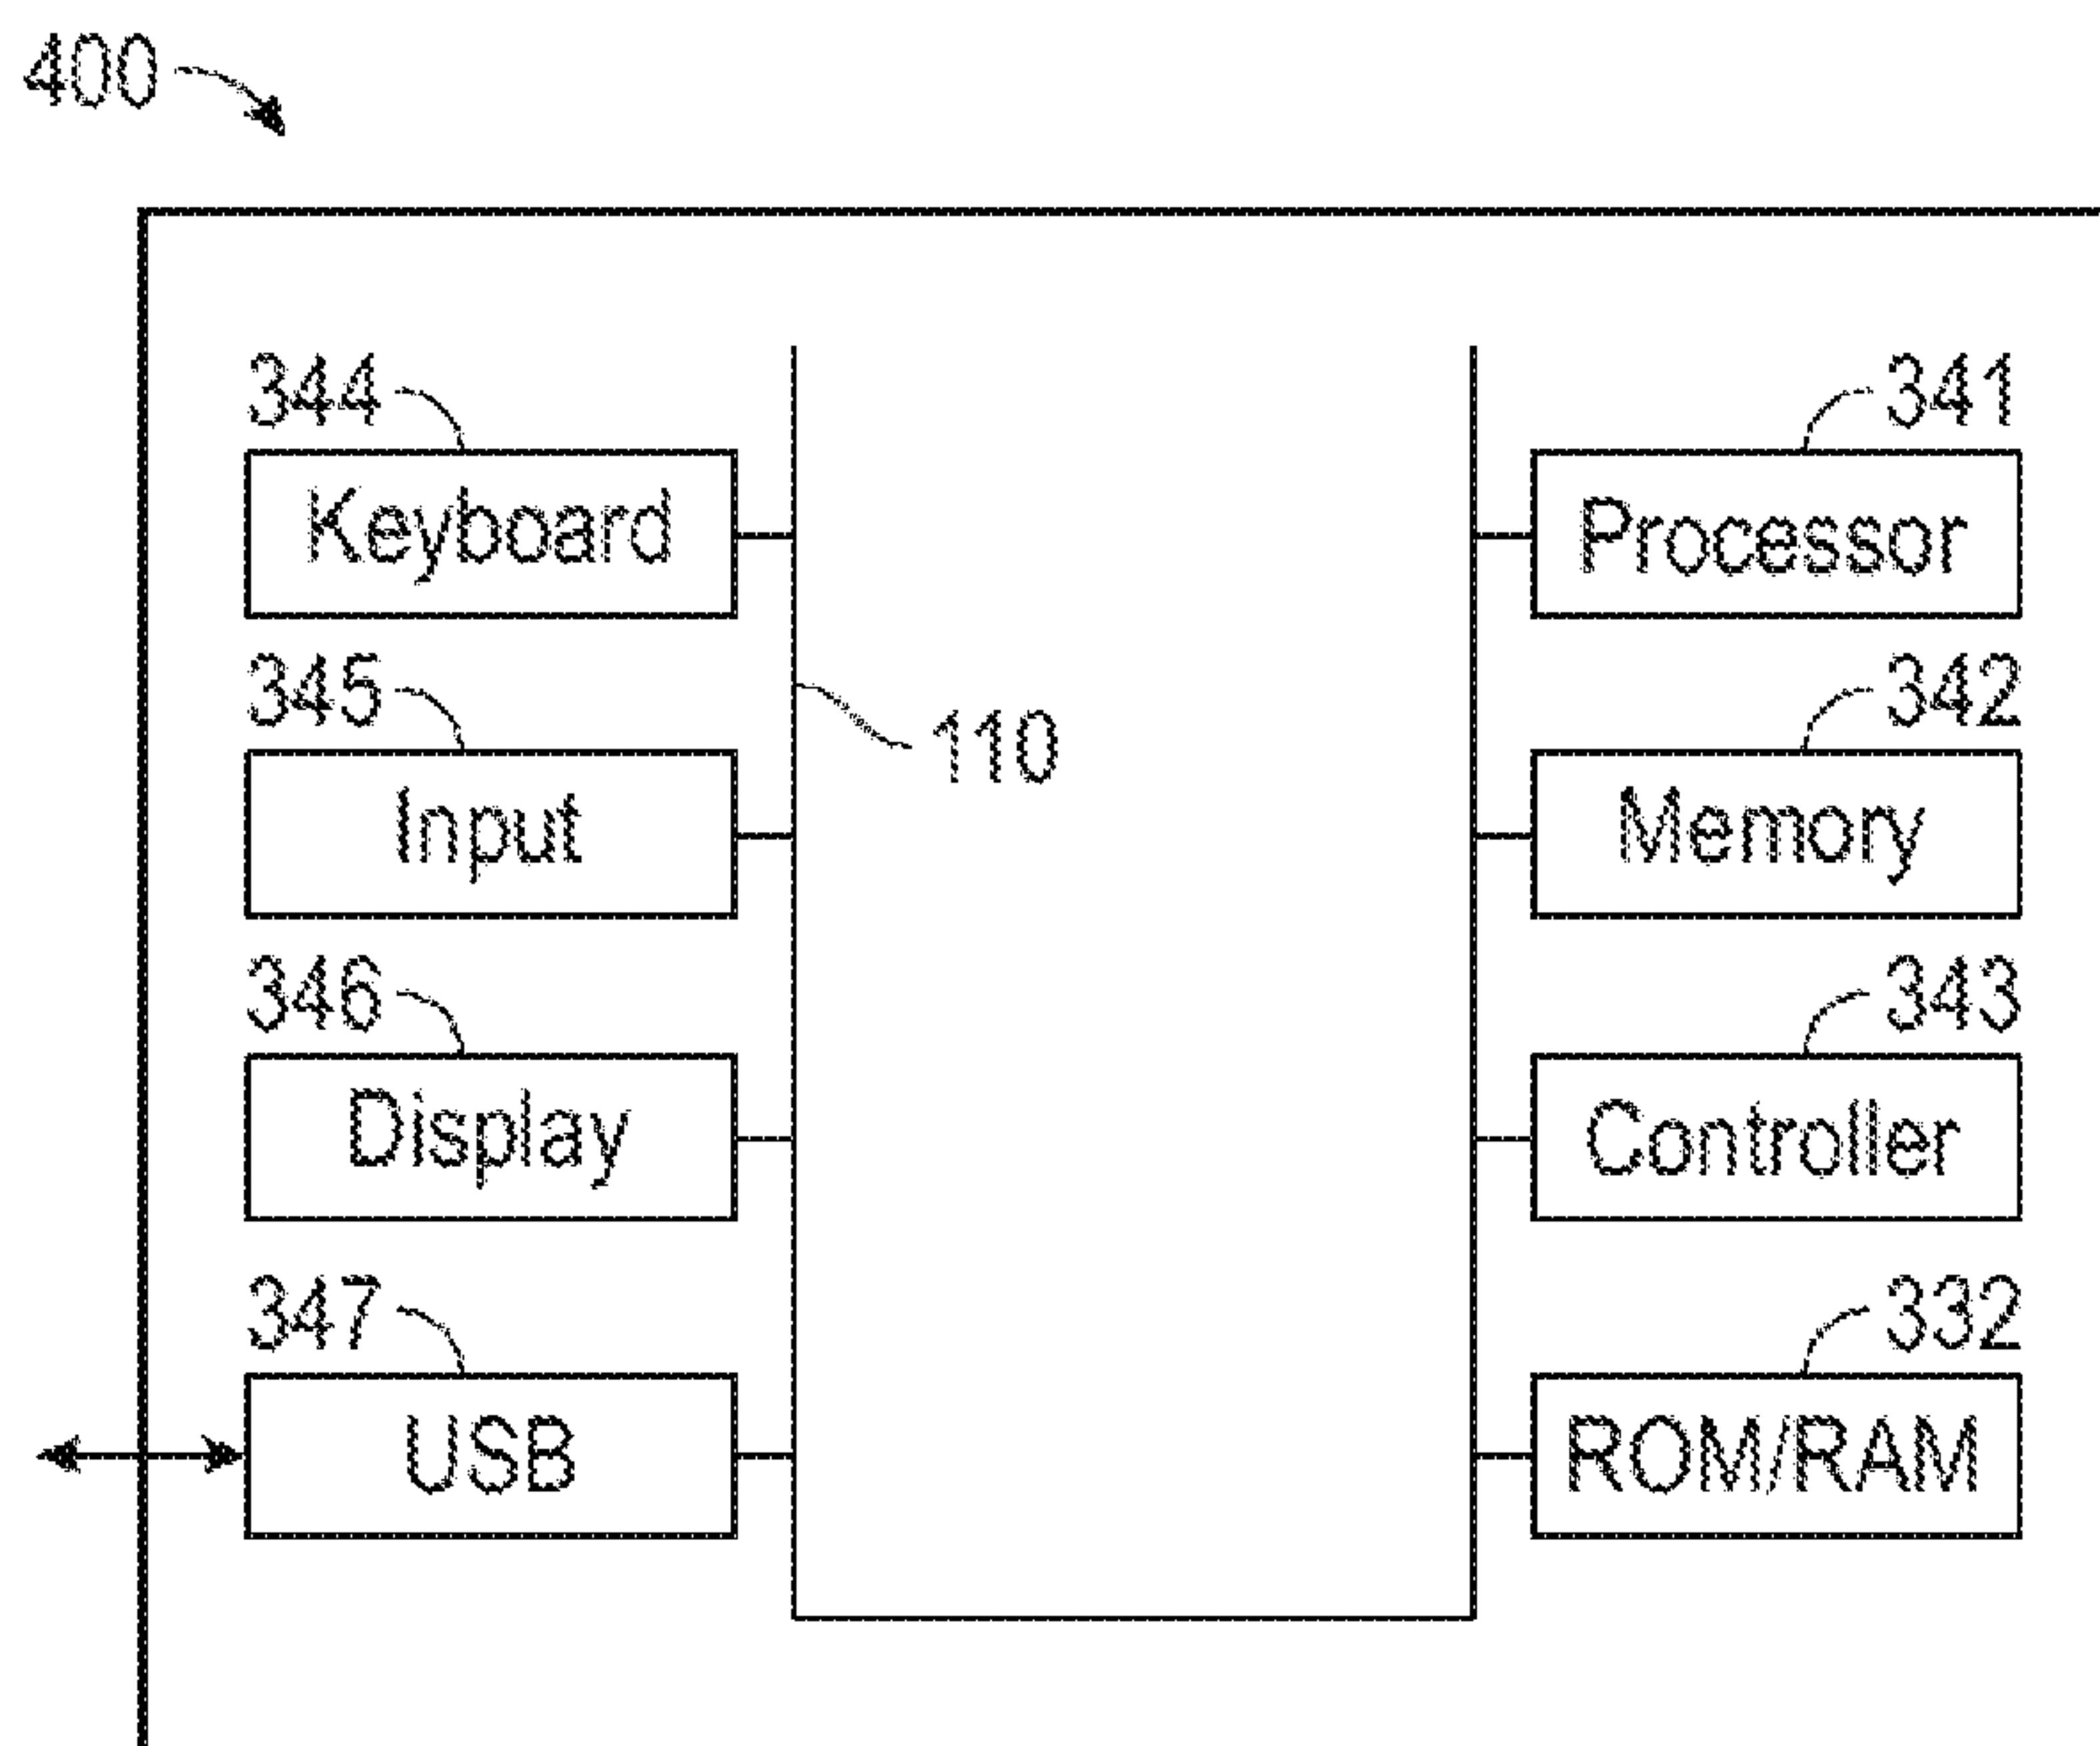 400
344
341
Keyboard
Processor
345
342
110
Input
Memory
346
343
Display
Controller
347
332
USB
ROM/RAM